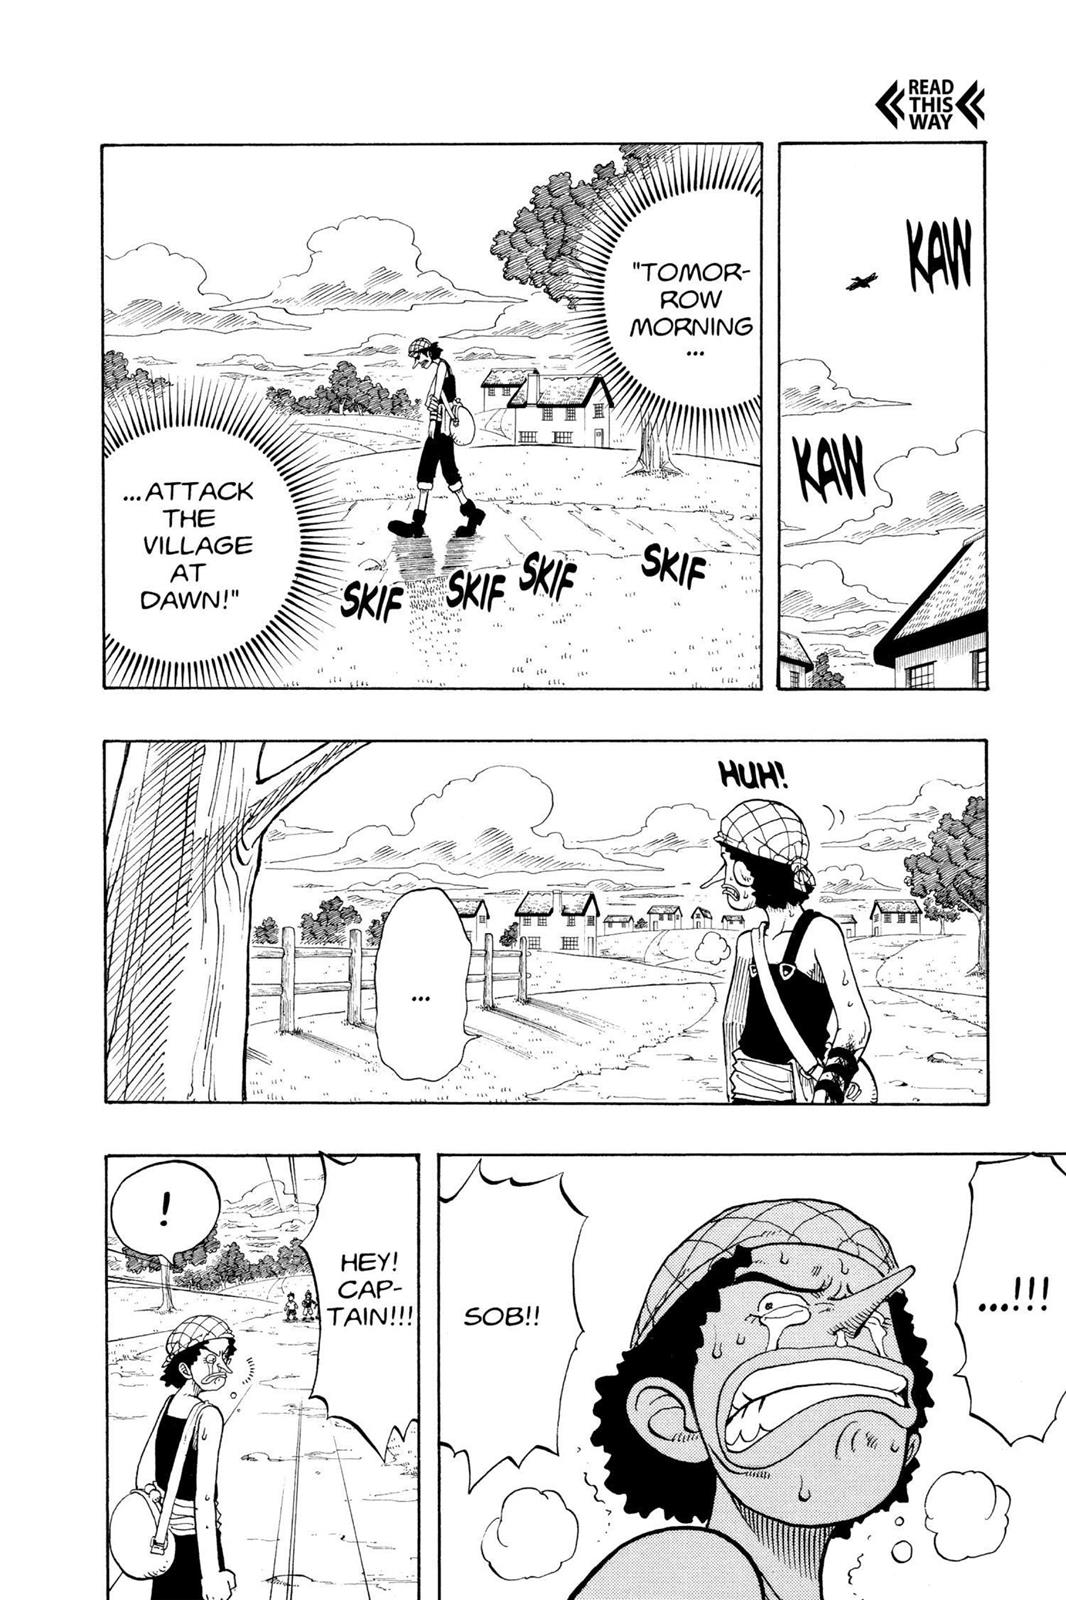 READ
THIS
WAY
KAW
KAW
"TOMOR-
ROW
MORNING
...
...ATTACK
THE
VILLAGE
AT
DAWN!"
SKIF
SKIF
SKIF
SKIF
HUH!
...
...!!!
SOB!!
HEY!
CAP-
TAIN!!!
!